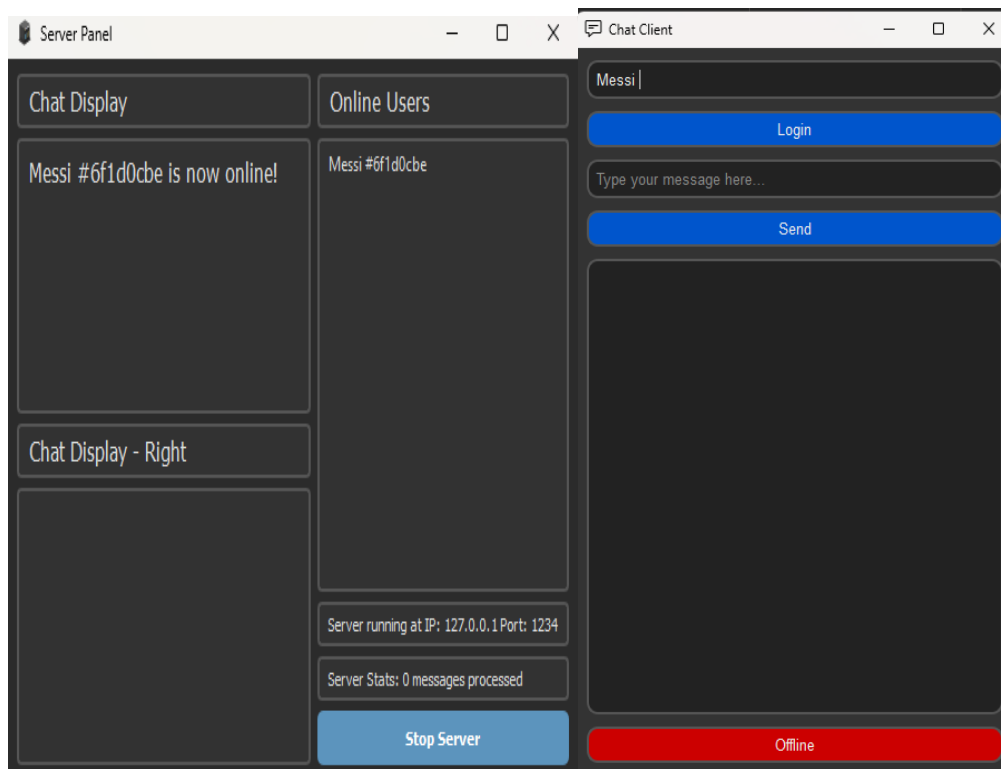 Server Panel
Chat Display
Messi #6f1d0cbe is now online!
Chat Display - Right
Online Users
Messi #6f1d0cbe
Server running at IP: 127.0.0.1 Port: 1234
Server Stats: 0 messages processed
Stop Server
Chat Client
Messi
Login
Type your message here...
Send
Offline